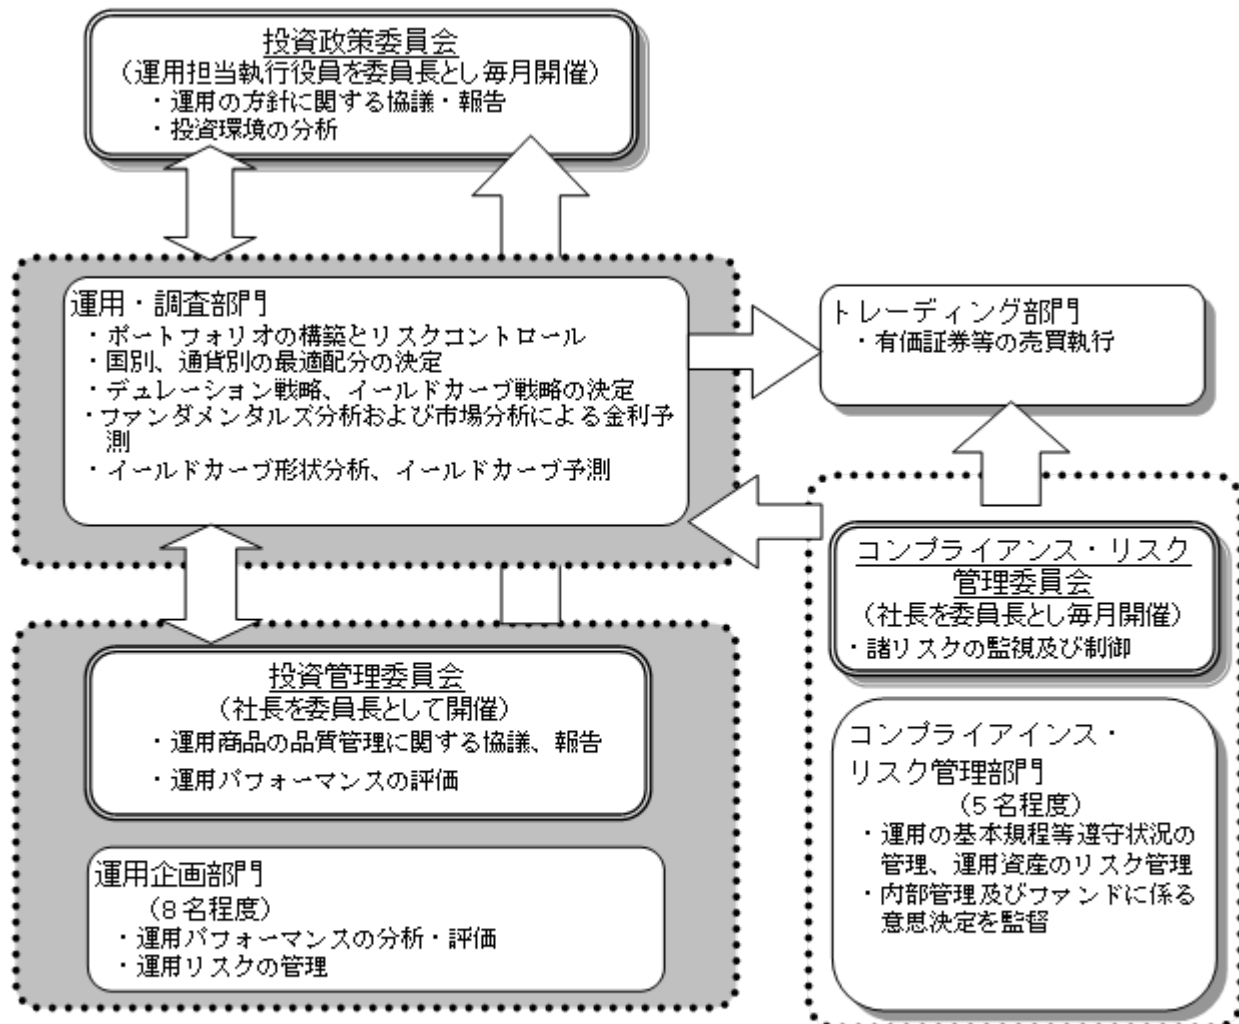 投資政策委員会
（運用担当執行役員を委員長とし毎月開催）
・運用の方針に関する協議・報告
・投資環境の分析
運用・調査部門
・ポートフォリオの構築とリスクコントロール
・国別、通貨別の最適配分の決定
・デュレーション戦略、イールドカーブ戦略の決定
・ファンダメンタルズ分析および市場分析による金利予
測
・イールドカーブ形状分析、イールドカーブ予測
トレーディング部門
・有価証券等の売買執行
コンプライアンス・リスク
管理委員会
（社長を委員長とし毎月開催）
・諸リスクの監視及び制御
投資管理委員会
（社長を委員長として開催）
・運用商品の品質管理に関する協議、報告
・運用パフォーマンスの評価
運用企画部門
（８名程度）
・運用パフォーマンスの分析・評価
・運用リスクの管理
コンプライアインス・
リスク管理部門
（５名程度）
・運用の基本規程等遵守状況の
管理、運用資産のリスク管理
・内部管理及びファンドに係る
意思決定を監督